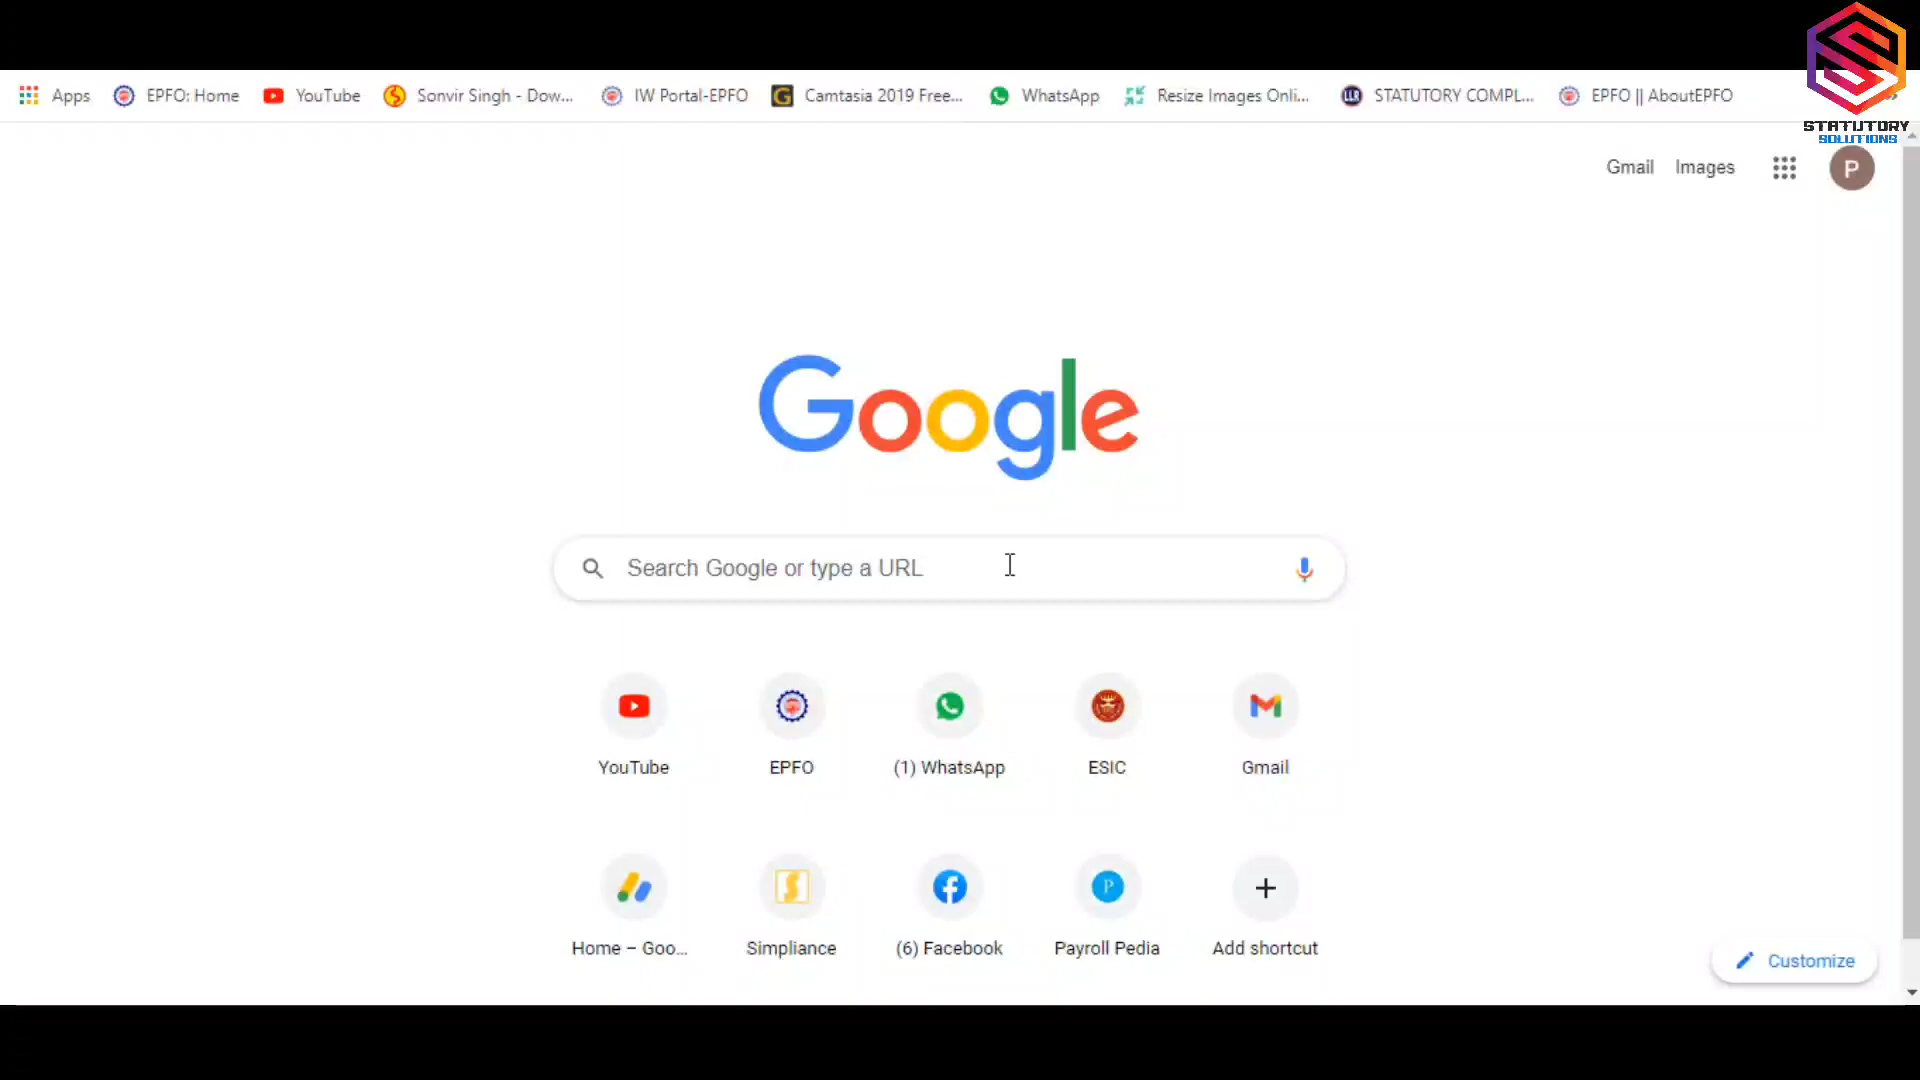 Apps EPFO: Home YouTube Sonvir Singh - Dow... IW Portal-EPFO Camtasia 2019 Free... WhatsApp Resize Images Onli... STATUTORY COMPL... EPFO || AboutEPFO
STATUTORY
SOLUTIONS
Gmail Images P
Google
Search Google or type a URL
YouTube EPFO (1) WhatsApp ESIC Gmail
Home – Goo... Simpliance (6) Facebook Payroll Pedia Add shortcut
Customize